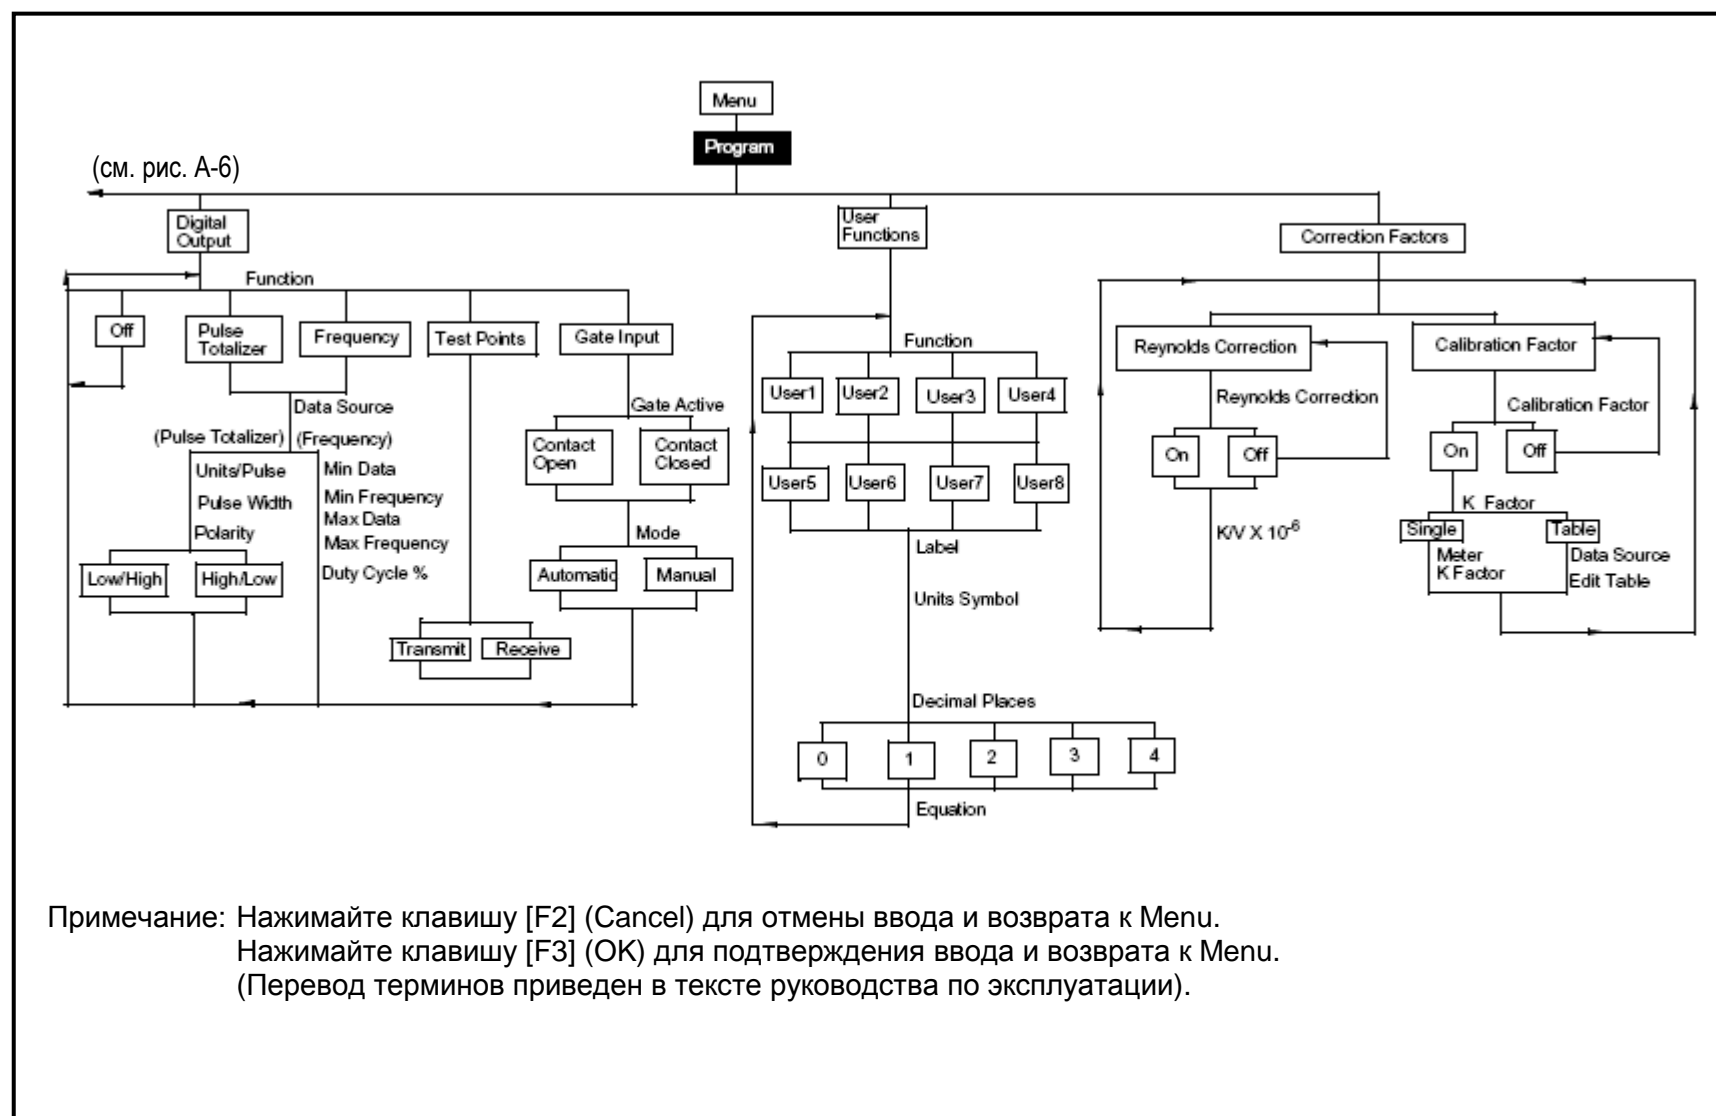 Menu
Program
(см. рис. А-6)
Digital
Output
User
Functions
Correction Factors
Function
Off
Pulse
Totalizer
Frequency
Test Points
Gate Input
Data Source
(Pulse Totalizer)
(Frequency)
Units/Pulse
Pulse Width
Polarity
Low/High
High/Low
Min Data
Min Frequency
Max Data
Max Frequency
Duty Cycle %
Transmit
Receive
Gate Active
Contact
Open
Contact
Closed
Mode
Automatic
Manual
Function
User1
User2
User3
User4
User5
User6
User7
User8
Label
Units Symbol
Decimal Places
0
1
2
3
4
Equation
Reynolds Correction
Reynolds Correction
On
Off
K/V X 10⁻⁶
Calibration Factor
Calibration Factor
On
Off
K Factor
Single
Table
Meter
K Factor
Data Source
Edit Table
Примечание: Нажимайте клавишу [F2] (Cancel) для отмены ввода и возврата к Menu.
Нажимайте клавишу [F3] (OK) для подтверждения ввода и возврата к Menu.
(Перевод терминов приведен в тексте руководства по эксплуатации).